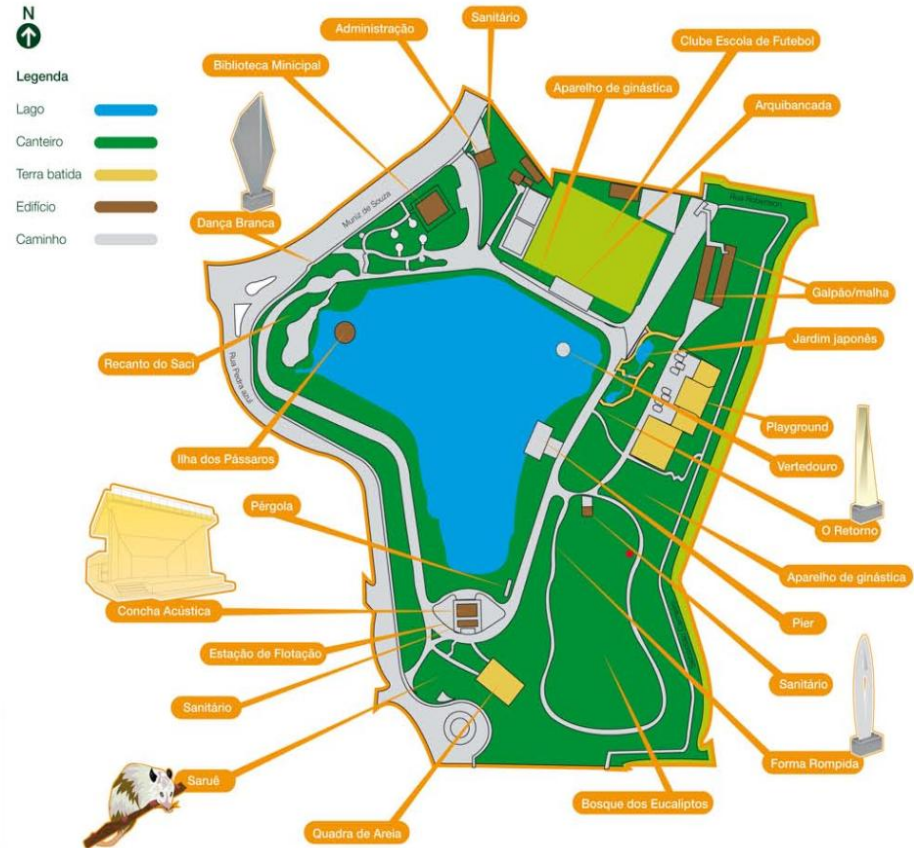 N
Legenda
Lago
Canteiro
Terra batida
Edifício
Caminho
Administração
Sanitário
Clube Escola de Futebol
Biblioteca Minicipal
Aparelho de ginástica
Arquibancada
Muniz de Souza
Rua Robertson
Dança Branca
Galpão/malha
Recanto do Saci
Rua Pedra azul
Jardim japonês
Playground
Ilha dos Pássaros
Vertedouro
Pérgola
O Retorno
Aparelho de ginástica
Concha Acústica
Pier
Estação de Flotação
Sanitário
Sanitário
Forma Rompida
Saruê
Bosque dos Eucaliptos
Quadra de Areia